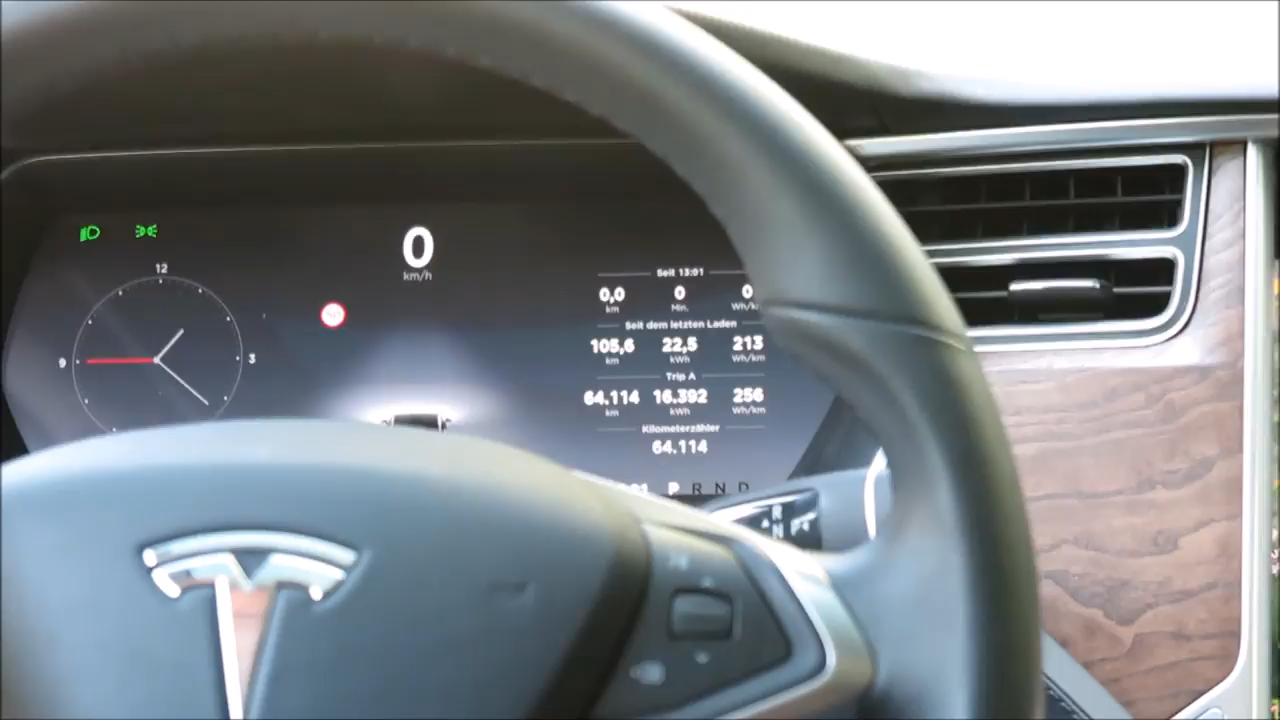 0
km/h
12
9
3
Seit 13:01
0,0 0 0
km Min. Wh/k
Seit dem letzten Laden
105,6 22,5 213
km kWh Wh/km
Trip A
64.114 16.392 256
km kWh Wh/km
Kilometerzähler
64.114
P R N D
R
N